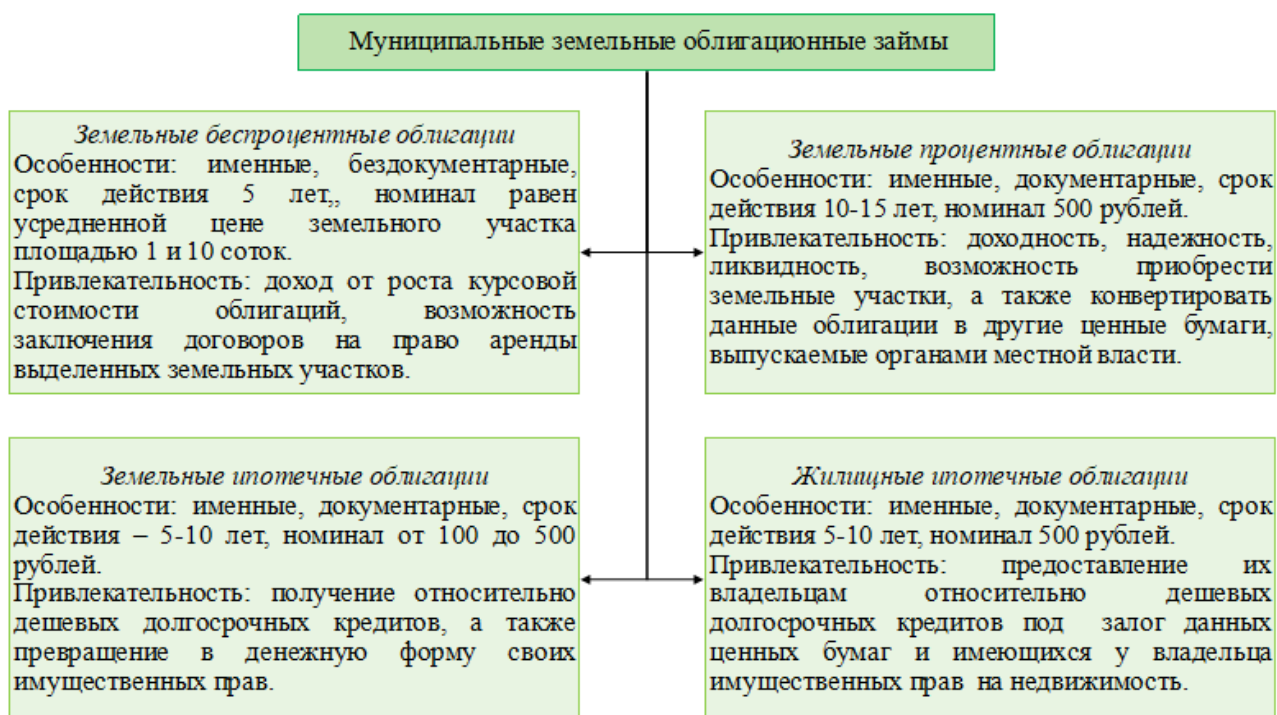 Муниципальные земельные облигационные займы
Земельные беспроцентные облигации
Особенности: именные, бездокументарные,
срок действия 5 лет,, номинал равен
усредненной цене земельного участка
площадью 1 и 10 соток.
Привлекательность: доход от роста курсовой
стоимости облигаций, возможность
заключения договоров на право аренды
выделенных земельных участков.
Земельные процентные облигации
Особенности: именные, документарные, срок
действия 10-15 лет, номинал 500 рублей.
Привлекательность: доходность, надежность,
ликвидность, возможность приобрести
земельные участки, а также конвертировать
данные облигации в другие ценные бумаги,
выпускаемые органами местной власти.
Земельные ипотечные облигации
Особенности: именные, документарные, срок
действия – 5-10 лет, номинал от 100 до 500
рублей.
Привлекательность: получение относительно
дешевых долгосрочных кредитов, а также
превращение в денежную форму своих
имущественных прав.
Жилищные ипотечные облигации
Особенности: именные, документарные, срок
действия 5-10 лет, номинал 500 рублей.
Привлекательность: предоставление их
владельцам относительно дешевых
долгосрочных кредитов под залог данных
ценных бумаг и имеющихся у владельца
имущественных прав на недвижимость.